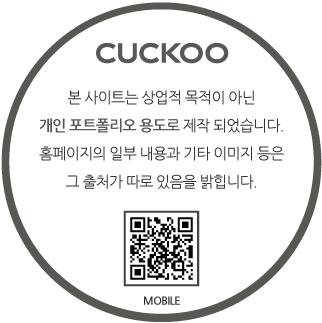 CUCKOO
본 사이트는 상업적 목적이 아닌
개인 포트폴리오 용도로 제작 되었습니다.
홈페이지의 일부 내용과 기타 이미지 등은
그 출처가 따로 있음을 밝힙니다.
MOBILE